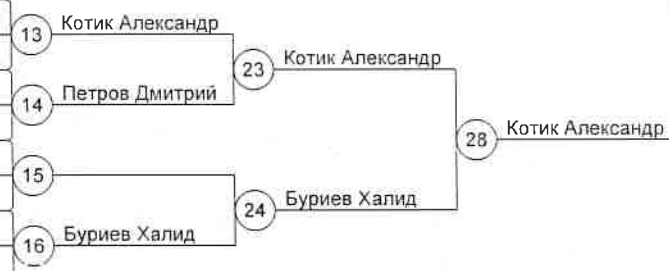 13 Котик Александр
23 Котик Александр
14 Петров Дмитрий
28 Котик Александр
15
24 Буриев Халид
16 Буриев Халид